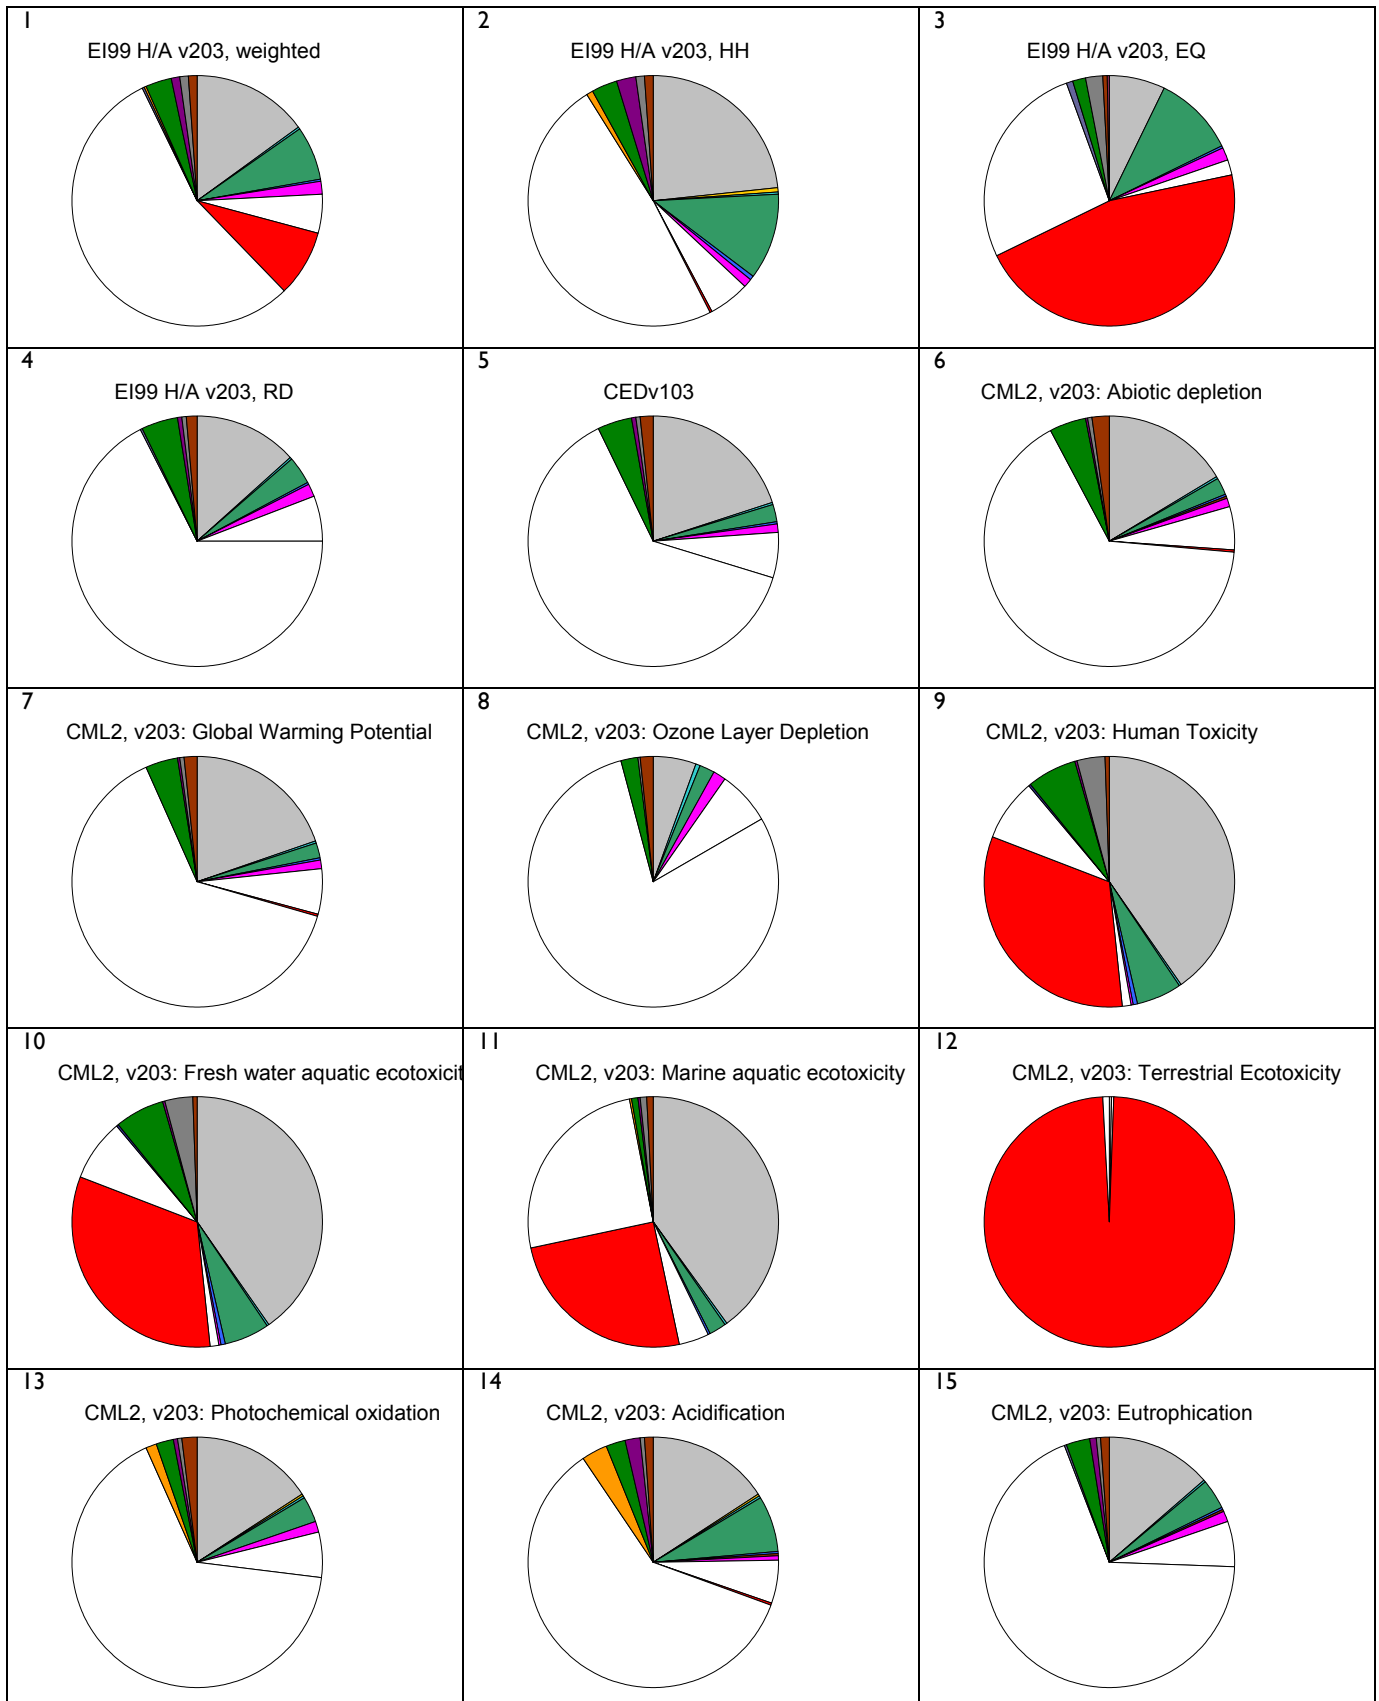 1
EI99 H/A v203, weighted
2
EI99 H/A v203, HH
3
EI99 H/A v203, EQ
4
EI99 H/A v203, RD
5
CEDv103
6
CML2, v203: Abiotic depletion
7
CML2, v203: Global Warming Potential
8
CML2, v203: Ozone Layer Depletion
9
CML2, v203: Human Toxicity
10
CML2, v203: Fresh water aquatic ecotoxicit
11
CML2, v203: Marine aquatic ecotoxicity
12
CML2, v203: Terrestrial Ecotoxicity
13
CML2, v203: Photochemical oxidation
14
CML2, v203: Acidification
15
CML2, v203: Eutrophication